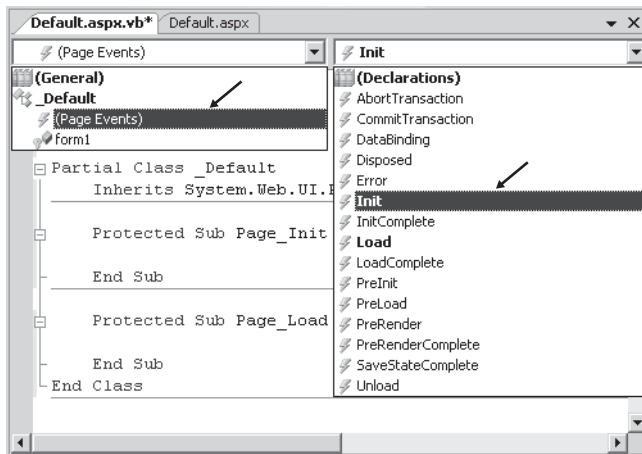 Default.aspx.vb* Default.aspx
(Page Events) Init
(General)
_Default
(Page Events)
form1
Partial Class _Default
Inherits System.Web.UI.
Protected Sub Page_Init
End Sub
Protected Sub Page_Load
End Sub
End Class
(Declarations)
AbortTransaction
CommitTransaction
DataBinding
Disposed
Error
Init
InitComplete
Load
LoadComplete
PreInit
PreLoad
PreRender
PreRenderComplete
SaveStateComplete
Unload